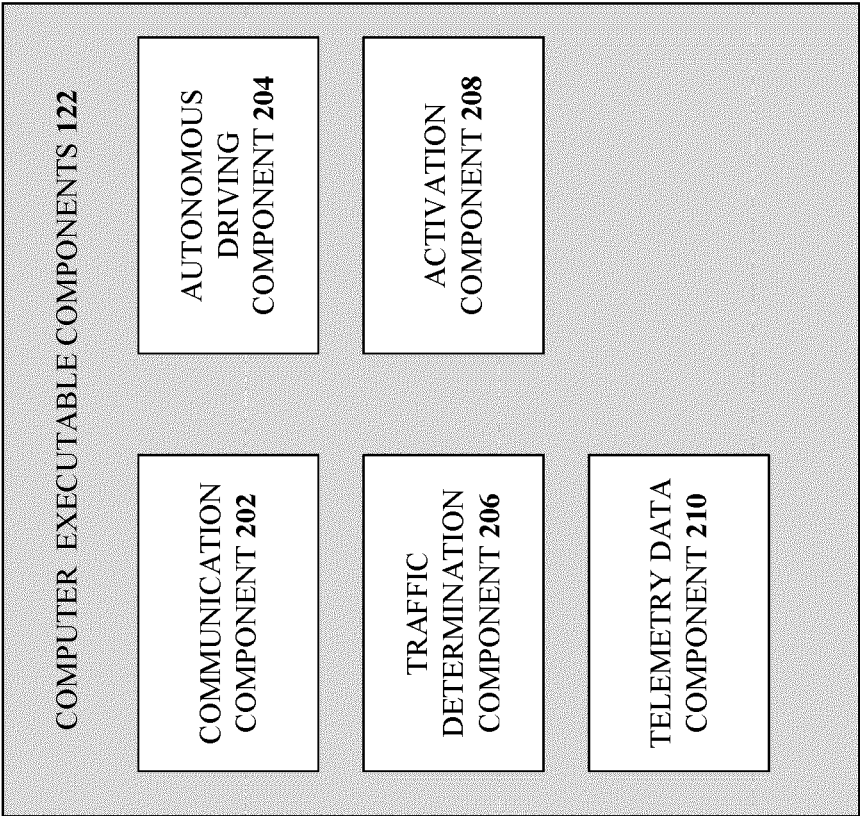 COMPUTER EXECUTABLE COMPONENTS 122
COMMUNICATION
COMPONENT 202
AUTONOMOUS
DRIVING
COMPONENT 204
TRAFFIC
DETERMINATION
COMPONENT 206
ACTIVATION
COMPONENT 208
TELEMETRY DATA
COMPONENT 210